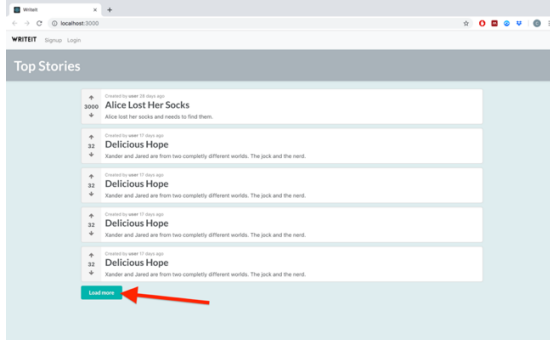 Writeit
localhost:3000
WRITEIT Signup Login
Top Stories
Created by user 28 days ago
3000
Alice Lost Her Socks
Alice lost her socks and needs to find them.
Created by user 17 days ago
32
Delicious Hope
Xander and Jared are from two completly different worlds. The jock and the nerd.
Created by user 17 days ago
32
Delicious Hope
Xander and Jared are from two completly different worlds. The jock and the nerd.
Created by user 17 days ago
32
Delicious Hope
Xander and Jared are from two completly different worlds. The jock and the nerd.
Created by user 17 days ago
32
Delicious Hope
Xander and Jared are from two completly different worlds. The jock and the nerd.
Load more